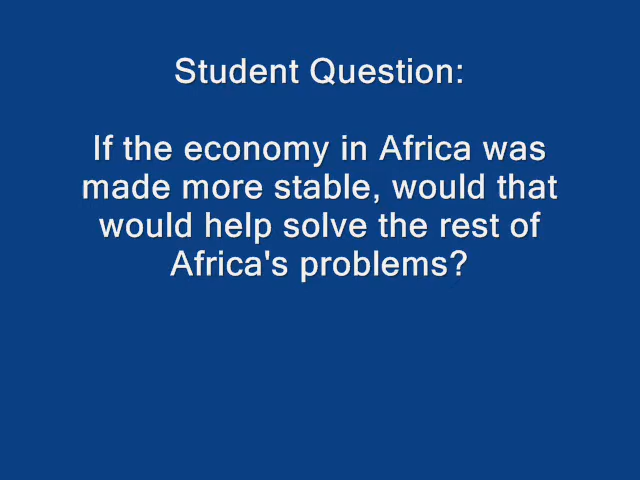 Student Question:
If the economy in Africa was
made more stable, would that
would help solve the rest of
Africa's problems?